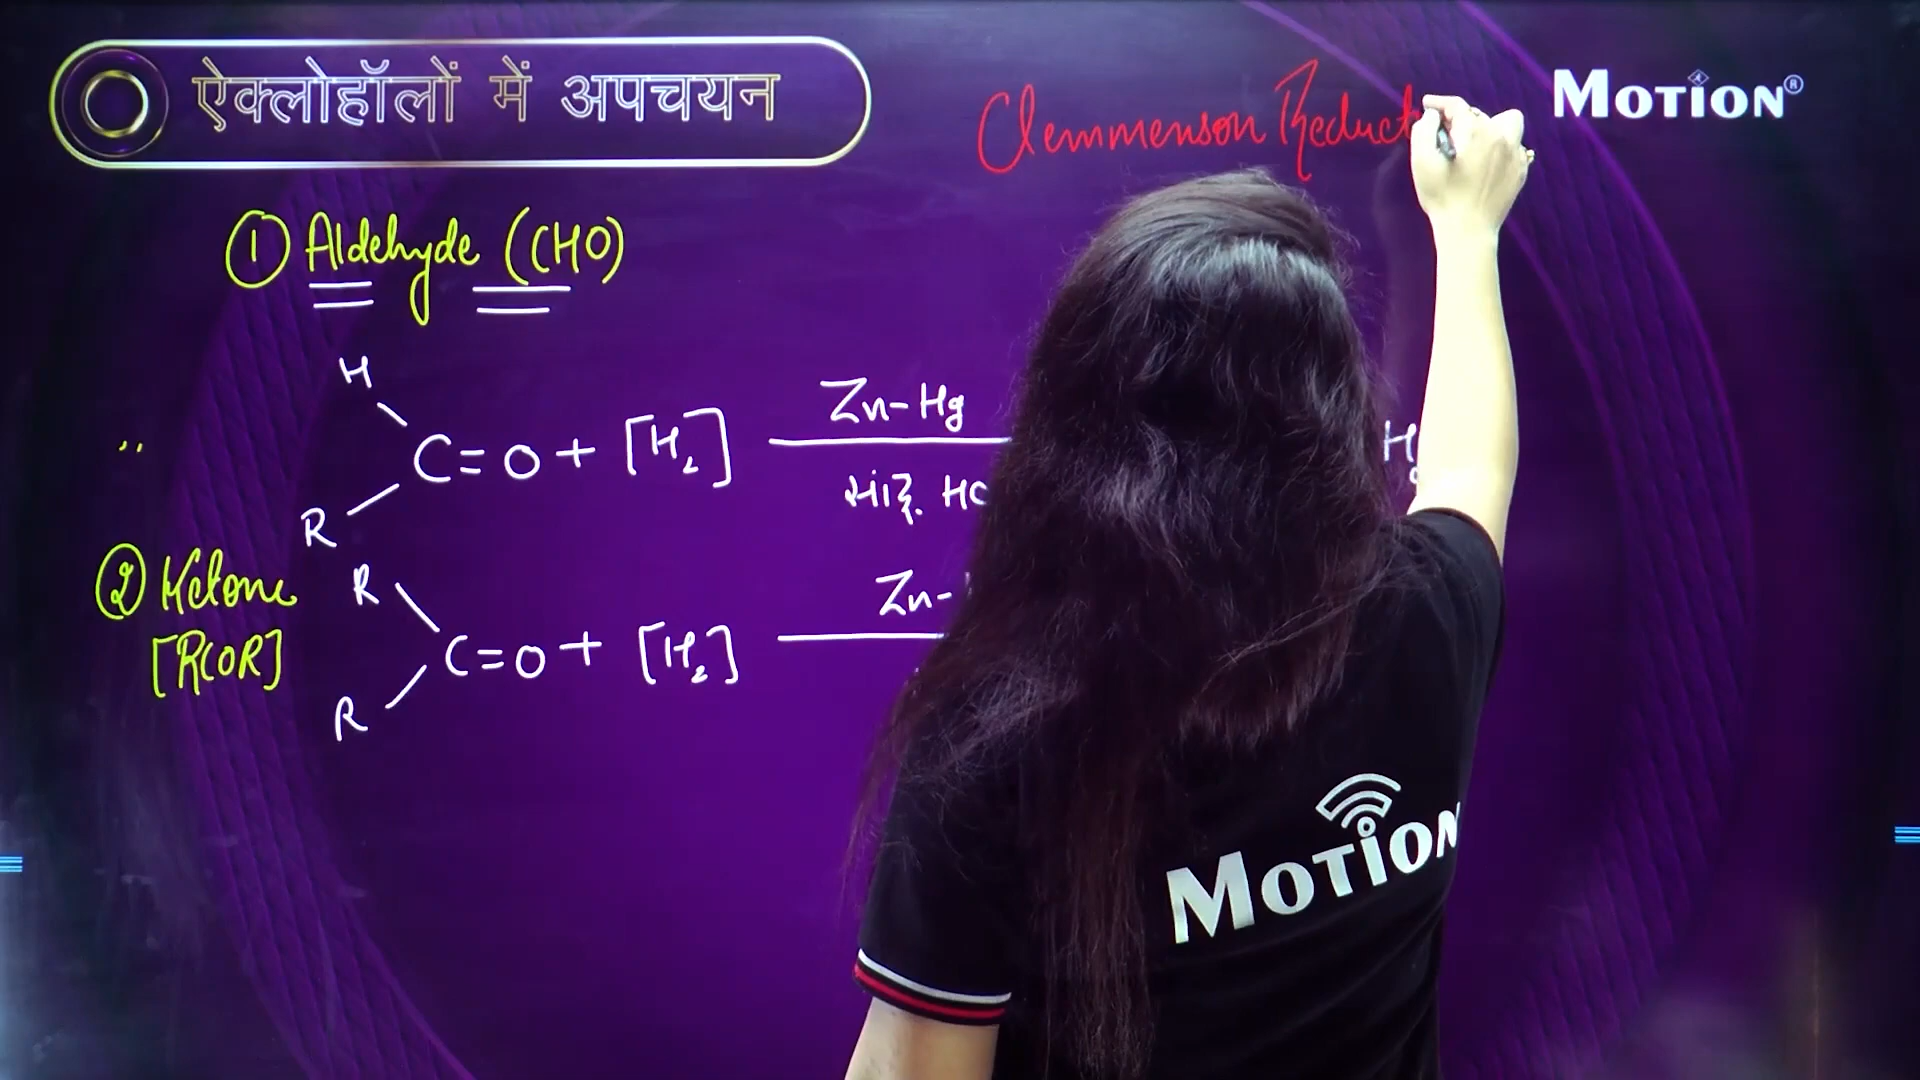 ऐक्लोहॉलों में अपचयन
Clemmenson Reduct
MOTION®
① Aldehyde (CHO)
H
C=O + [H₂]
Zn-Hg
सांद्र. HC
H
R
② Ketone
[RCOR]
R
C=O + [H₂]
Zn-
R
MOTION